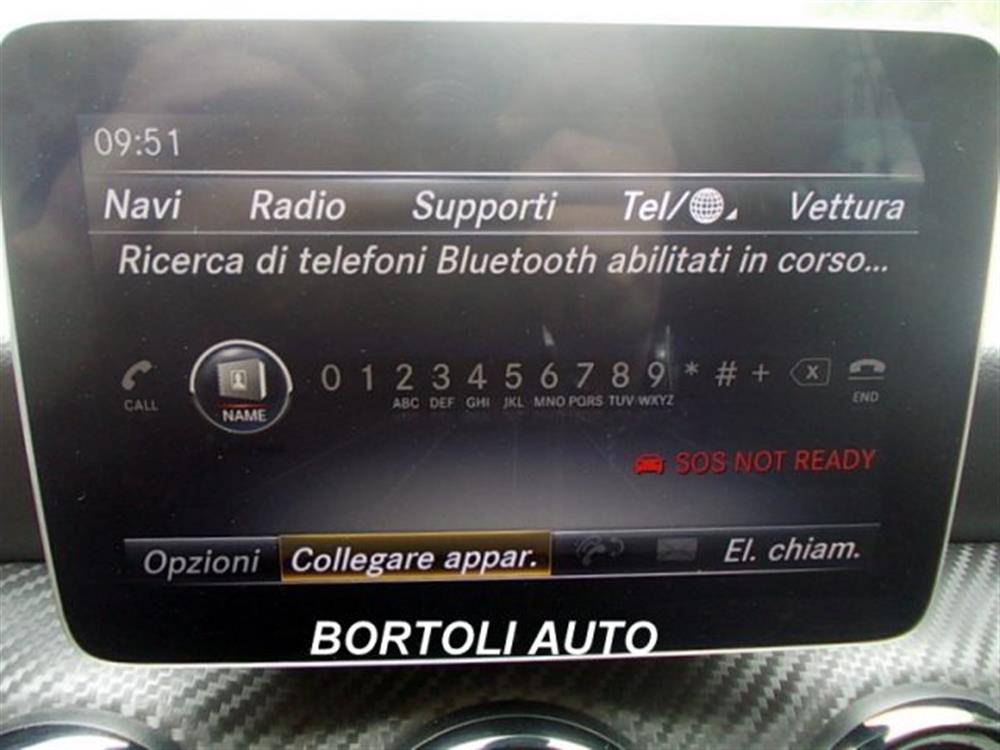 09:51
Navi Radio Supporti Tel/ Vettura
Ricerca di telefoni Bluetooth abilitati in corso...
CALL NAME 0 1 2 3 4 5 6 7 8 9 * # + X END
ABC DEF GHI JKL MNO PQRS TUV WXYZ
SOS NOT READY
Opzioni Collegare appar. El. chiam.
BORTOLI AUTO